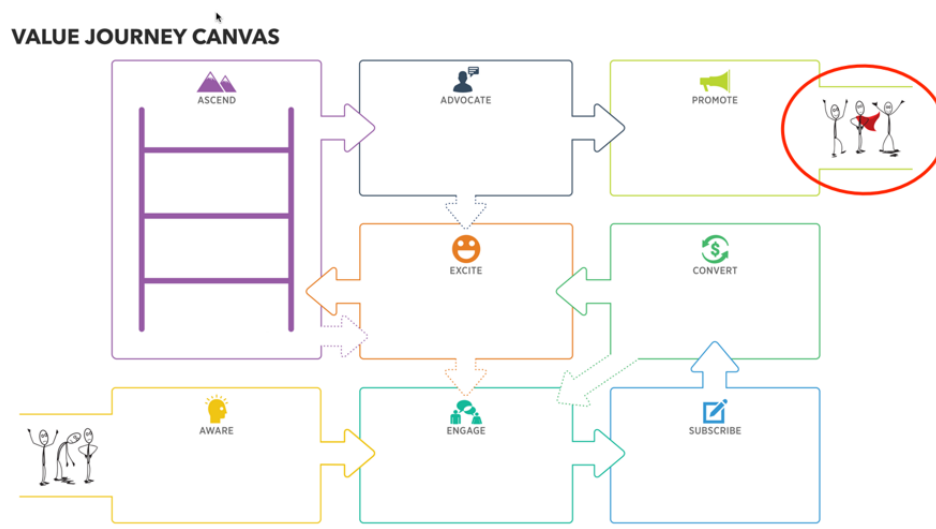 VALUE JOURNEY CANVAS
ASCEND
ADVOCATE
PROMOTE
EXCITE
CONVERT
AWARE
ENGAGE
SUBSCRIBE